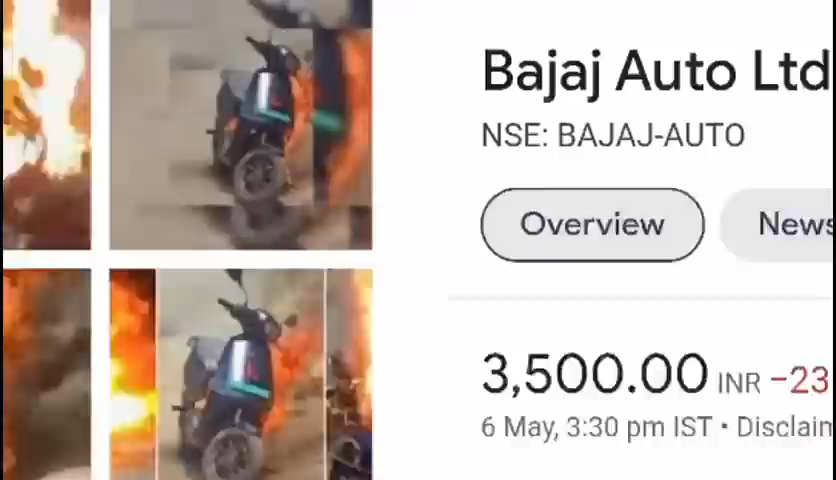 Bajaj Auto Ltd
NSE: BAJAJ-AUTO
Overview
News
3,500.00 INR −23
6 May, 3:30 pm IST • Disclaim